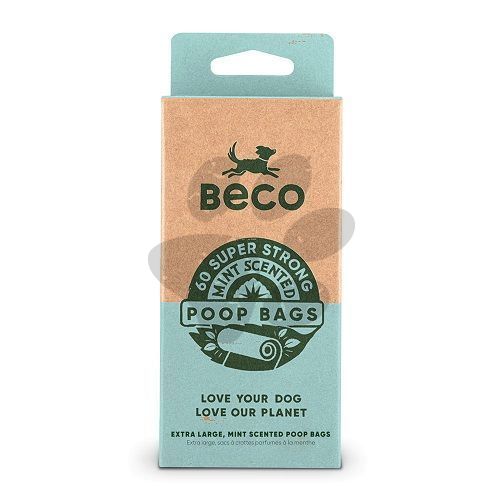 BeCO
60 SUPER STRONG
MINT SCENTED
POOP BAGS
LOVE YOUR DOG
LOVE OUR PLANET
EXTRA LARGE, MINT SCENTED POOP BAGS
Extra large, sacs à crottes parfumés à la menthe